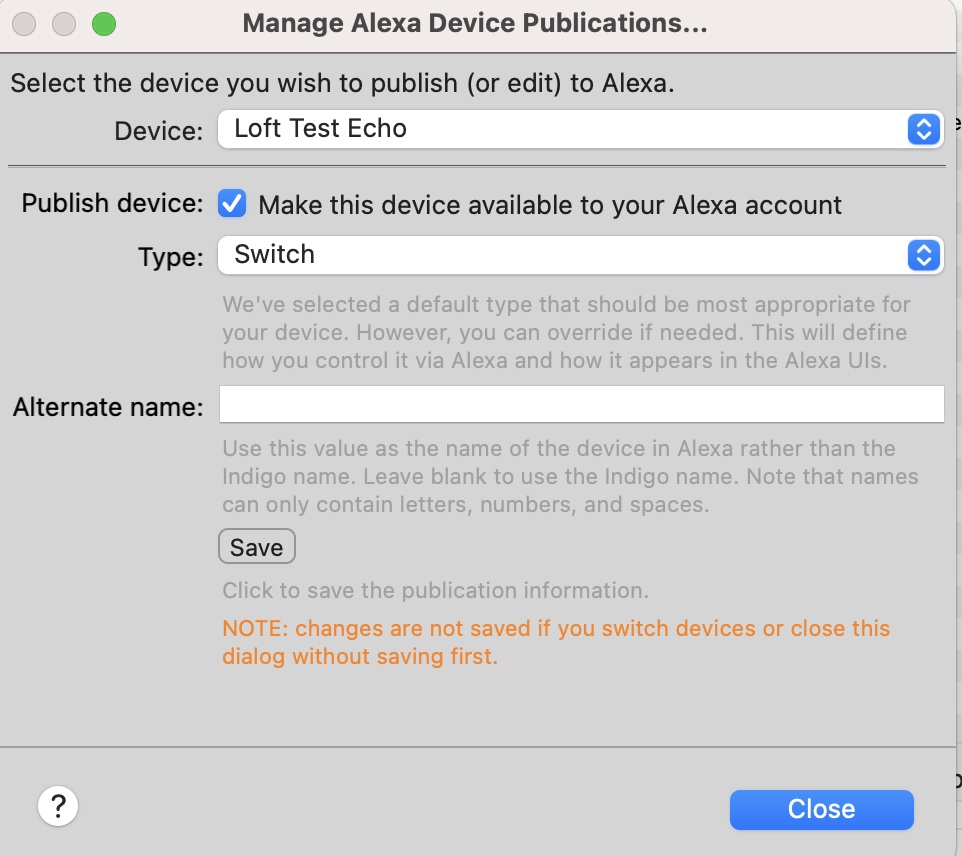 Manage Alexa Device Publications...
Select the device you wish to publish (or edit) to Alexa.
Device: Loft Test Echo
Publish device: Make this device available to your Alexa account
Type: Switch
We've selected a default type that should be most appropriate for
your device. However, you can override if needed. This will define
how you control it via Alexa and how it appears in the Alexa UIs.
Alternate name:
Use this value as the name of the device in Alexa rather than the
Indigo name. Leave blank to use the Indigo name. Note that names
can only contain letters, numbers, and spaces.
Save
Click to save the publication information.
NOTE: changes are not saved if you switch devices or close this
dialog without saving first.
? Close